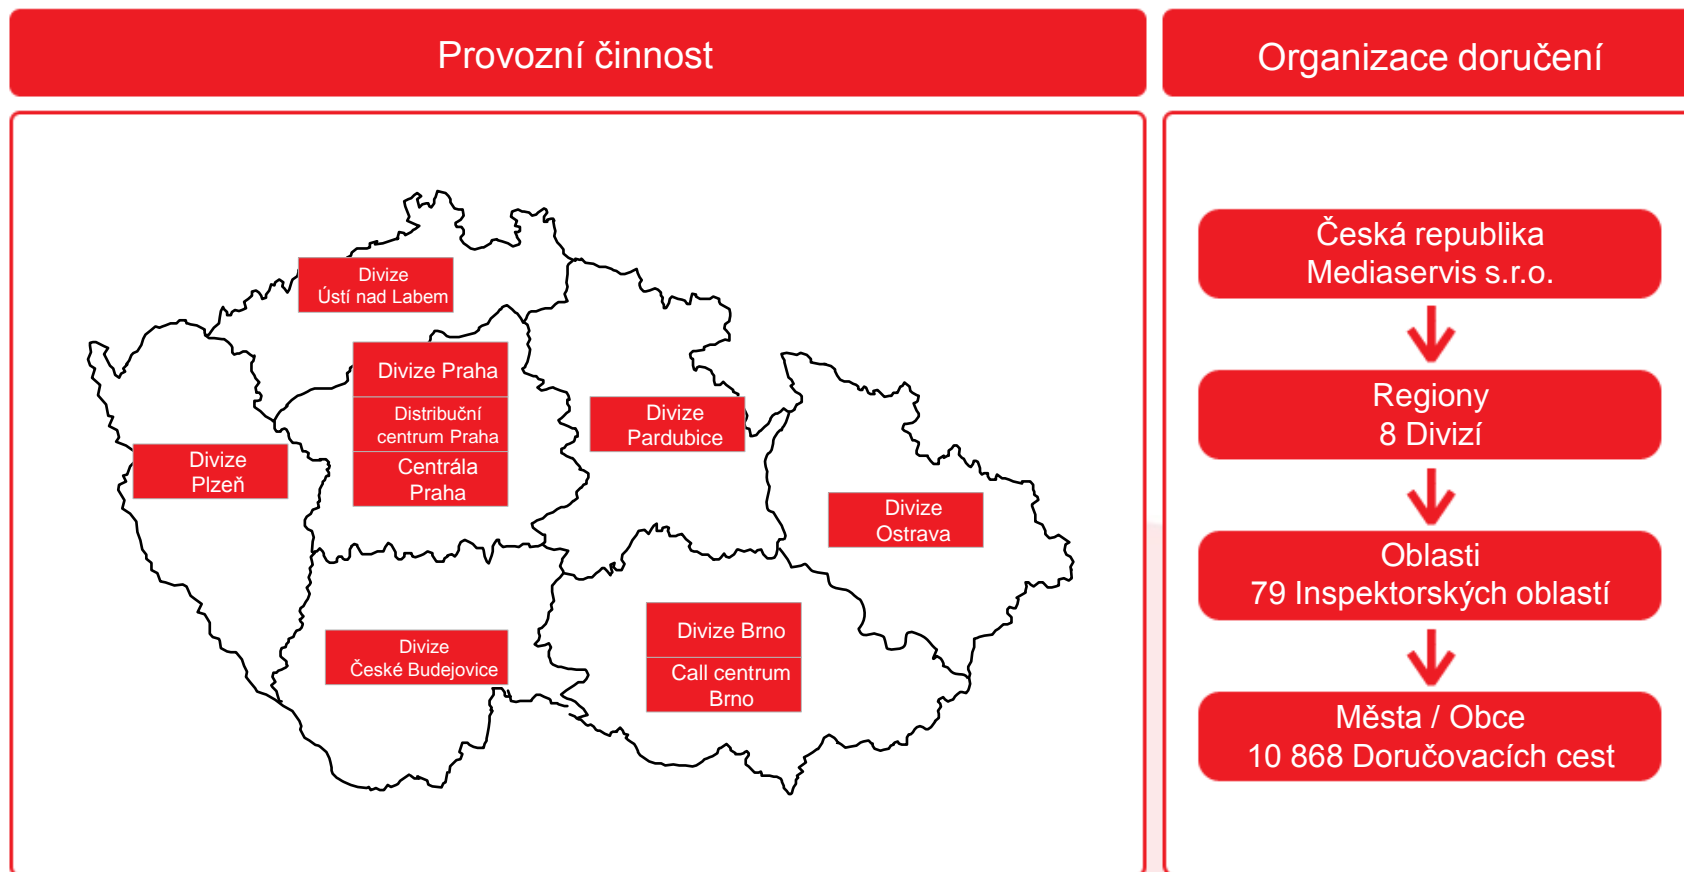 Provozní činnost
Divize
Ústí nad Labem
Divize Praha
Distribuční
centrum Praha
Centrála
Praha
Divize
Pardubice
Divize
Plzeň
Divize
Ostrava
Divize Brno
Call centrum
Brno
Divize
České Budejovice
Organizace doručení
Česká republika
Mediaservis s.r.o.
Regiony
8 Divizí
Oblasti
79 Inspektorských oblastí
Města / Obce
10 868 Doručovacích cest